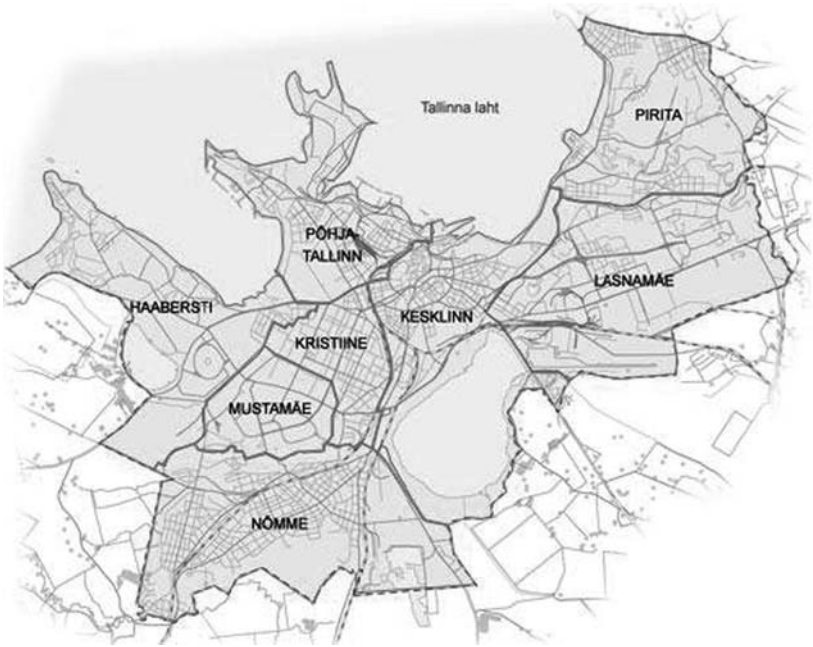 Tallinna laht
PIRITA
PÕHJA-
TALLINN
LASNAMÄE
HAABERSTI
KESKLINN
KRISTIINE
MUSTAMÄE
NÕMME